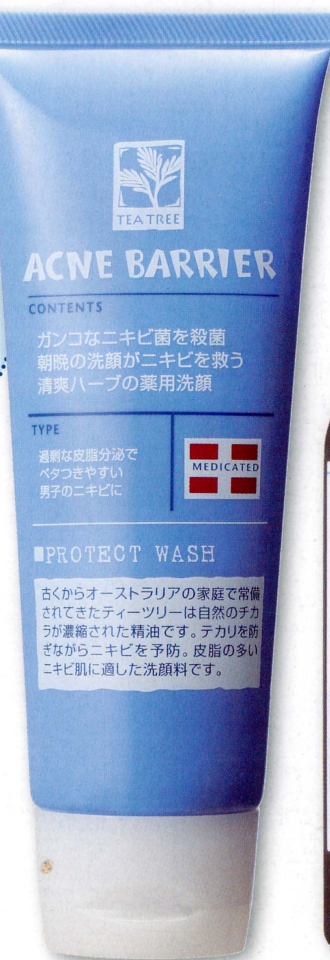 TEA TREE
ACNE BARRIER
CONTENTS
ガンコなニキビ菌を殺菌
朝晩の洗顔がニキビを救う
清爽ハーブの薬用洗顔
TYPE
過剰な皮脂分泌で
ベタつきやすい
男子のニキビに
MEDICATED
■PROTECT WASH
古くからオーストラリアの家庭で常備
されてきたティーツリーは自然のチカ
ラが濃縮された精油です。テカリを防
ぎながらニキビを予防。皮脂の多い
ニキビ肌に適した洗顔料です。